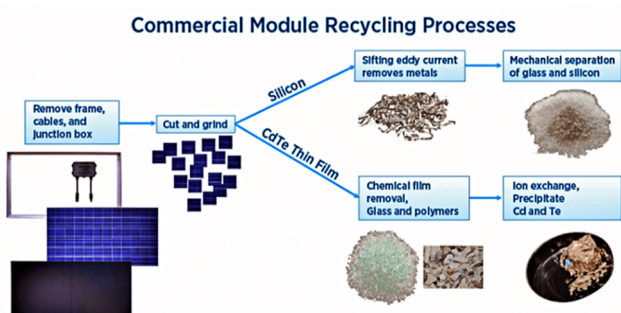 Commercial Module Recycling Processes
Remove frame,
cables, and
junction box
Cut and grind
Silicon
Sifting eddy current
removes metals
Mechanical separation
of glass and silicon
CdTe Thin Film
Chemical film
removal,
Glass and polymers
Ion exchange,
Precipitate
Cd and Te